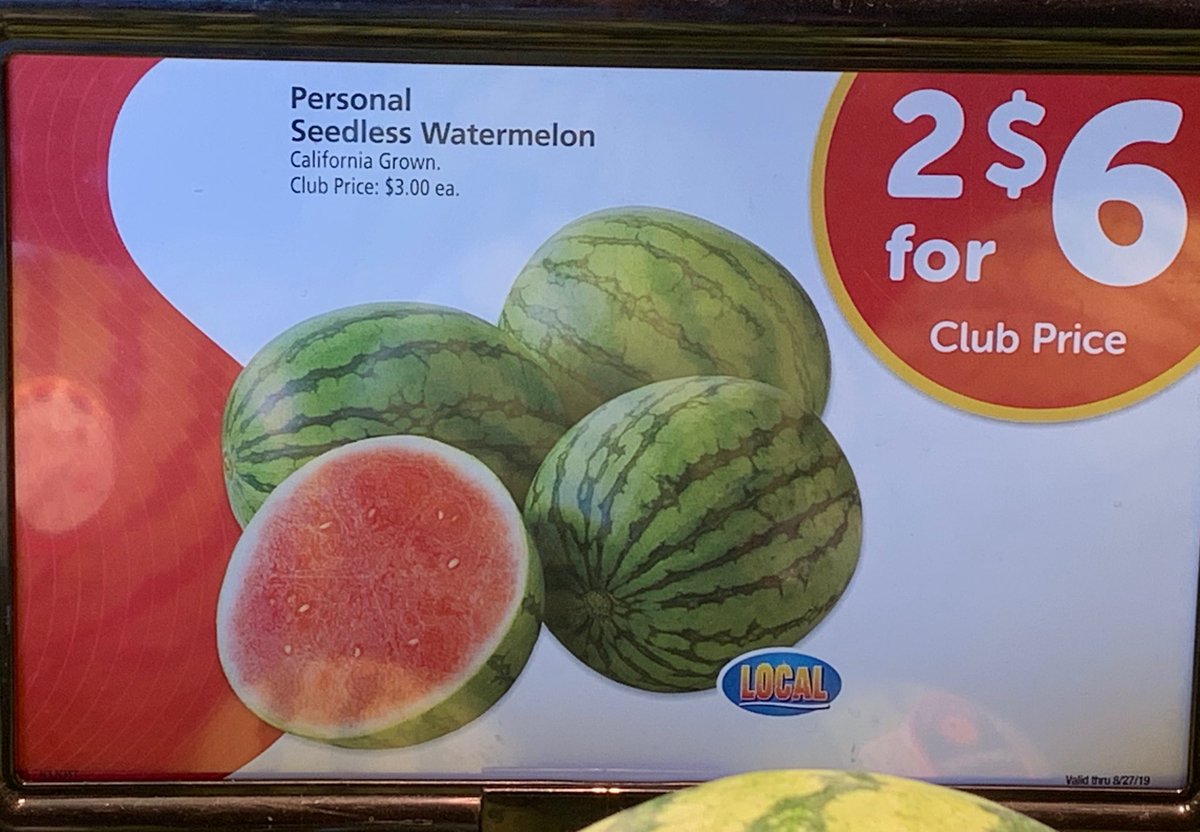 Personal
Seedless Watermelon
California Grown.
Club Price: $3.00 ea.
2 $6
for
Club Price
LOCAL
Valid thru 8/27/19